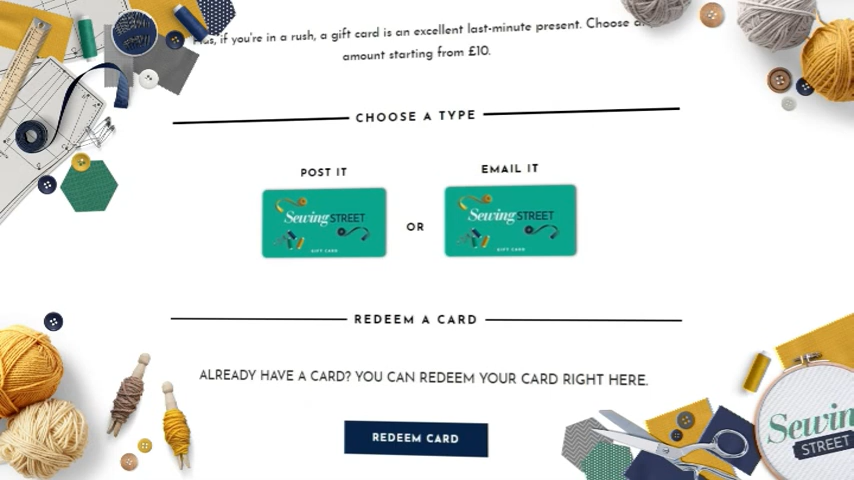 if you're in a rush, a gift card is an excellent last-minute present. Choose
amount starting from £10.
CHOOSE A TYPE
POST IT
EMAIL IT
Sewing STREET
GIFT CARD
OR
Sewing STREET
GIFT CARD
REDEEM A CARD
ALREADY HAVE A CARD? YOU CAN REDEEM YOUR CARD RIGHT HERE.
REDEEM CARD
STREET